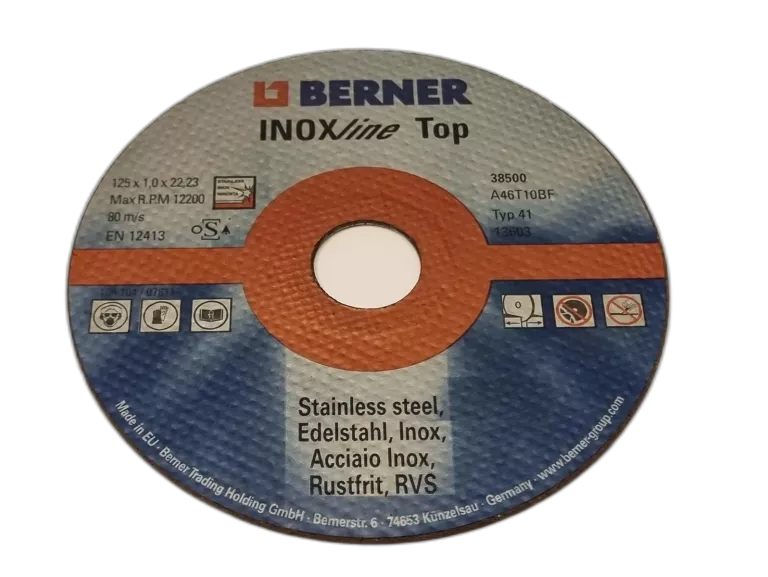 BERNER
INOXline Top
125 x 1,0 x 22,23
Max R.P.M 12200
80 m/s
EN 12413
oSa
38500
A46T10BF
Typ 41
13603
Stainless steel,
Edelstahl, Inox,
Acciaio Inox,
Rustfrit, RVS
Made in EU · Berner Trading Holding GmbH · Bernerstr. 6 · 74653 Künzelsau · Germany · www.berner-group.com